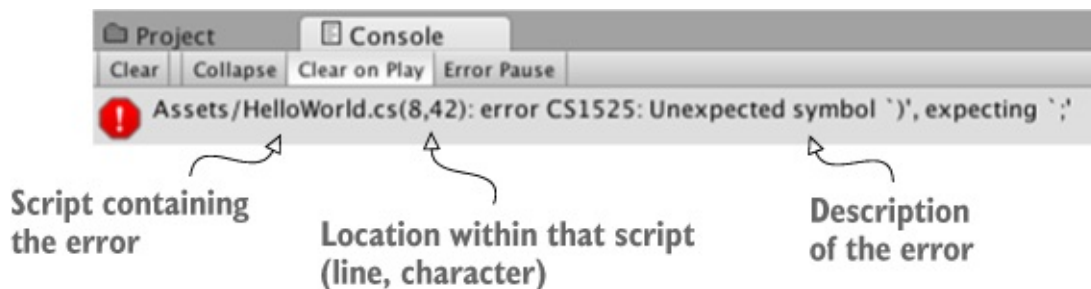 Project
Console
Clear
Collapse
Clear on Play
Error Pause
Assets/HelloWorld.cs(8,42): error CS1525: Unexpected symbol `)', expecting `;'
Script containing
the error
Location within that script
(line, character)
Description
of the error